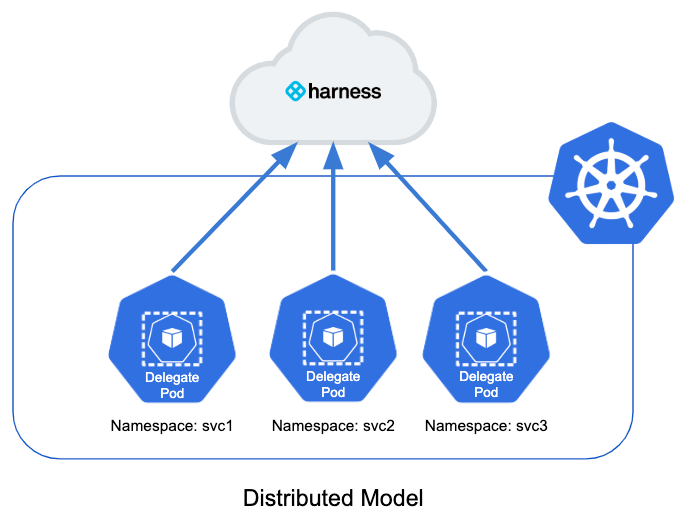 harness
Delegate
Pod
Delegate
Pod
Delegate
Pod
Namespace: svc1
Namespace: svc2
Namespace: svc3
Distributed Model